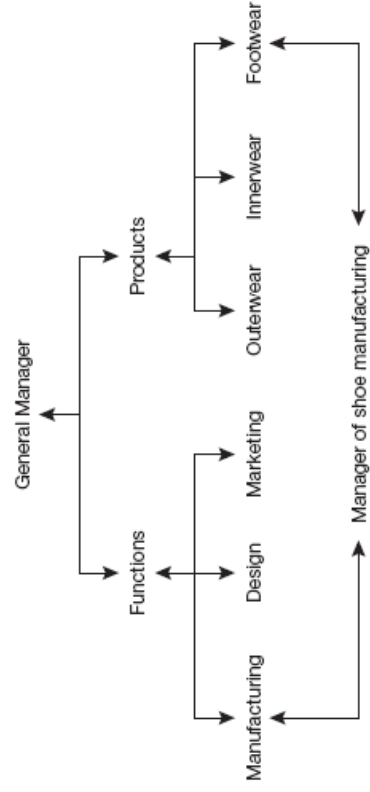 General Manager
Functions
Products
Manufacturing
Design
Marketing
Outerwear
Innerwear
Footwear
Manager of shoe manufacturing